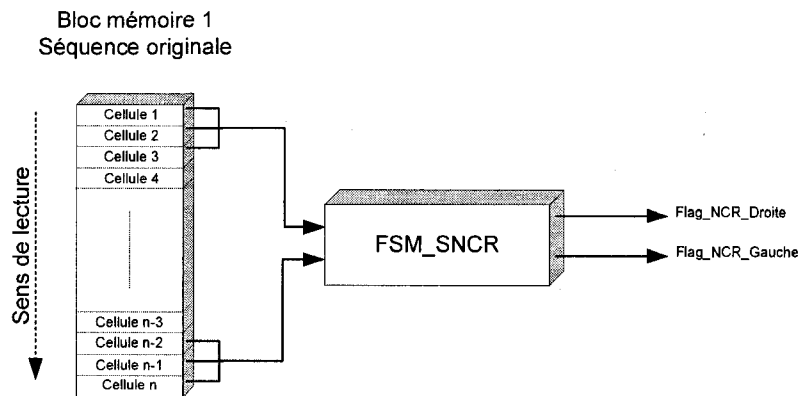 Bloc mémoire 1
Séquence originale
Sens de lecture
Cellule 1
Cellule 2
Cellule 3
Cellule 4
Cellule n-3
Cellule n-2
Cellule n-1
Cellule n
FSM_SNCR
Flag_NCR_Droite
Flag_NCR_Gauche